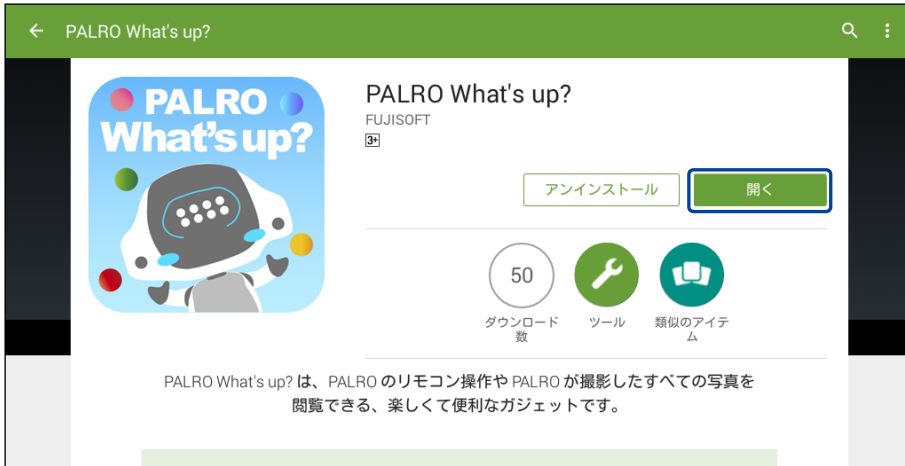 PALRO What's up?
PALRO
What's up?
PALRO What's up?
FUJISOFT
3+
アンインストール
開く
50
ダウンロード
数
ツール
類似のアイテ
ム
PALRO What's up? は、PALRO のリモコン操作や PALRO が撮影したすべての写真を
閲覧できる、楽しくて便利なガジェットです。